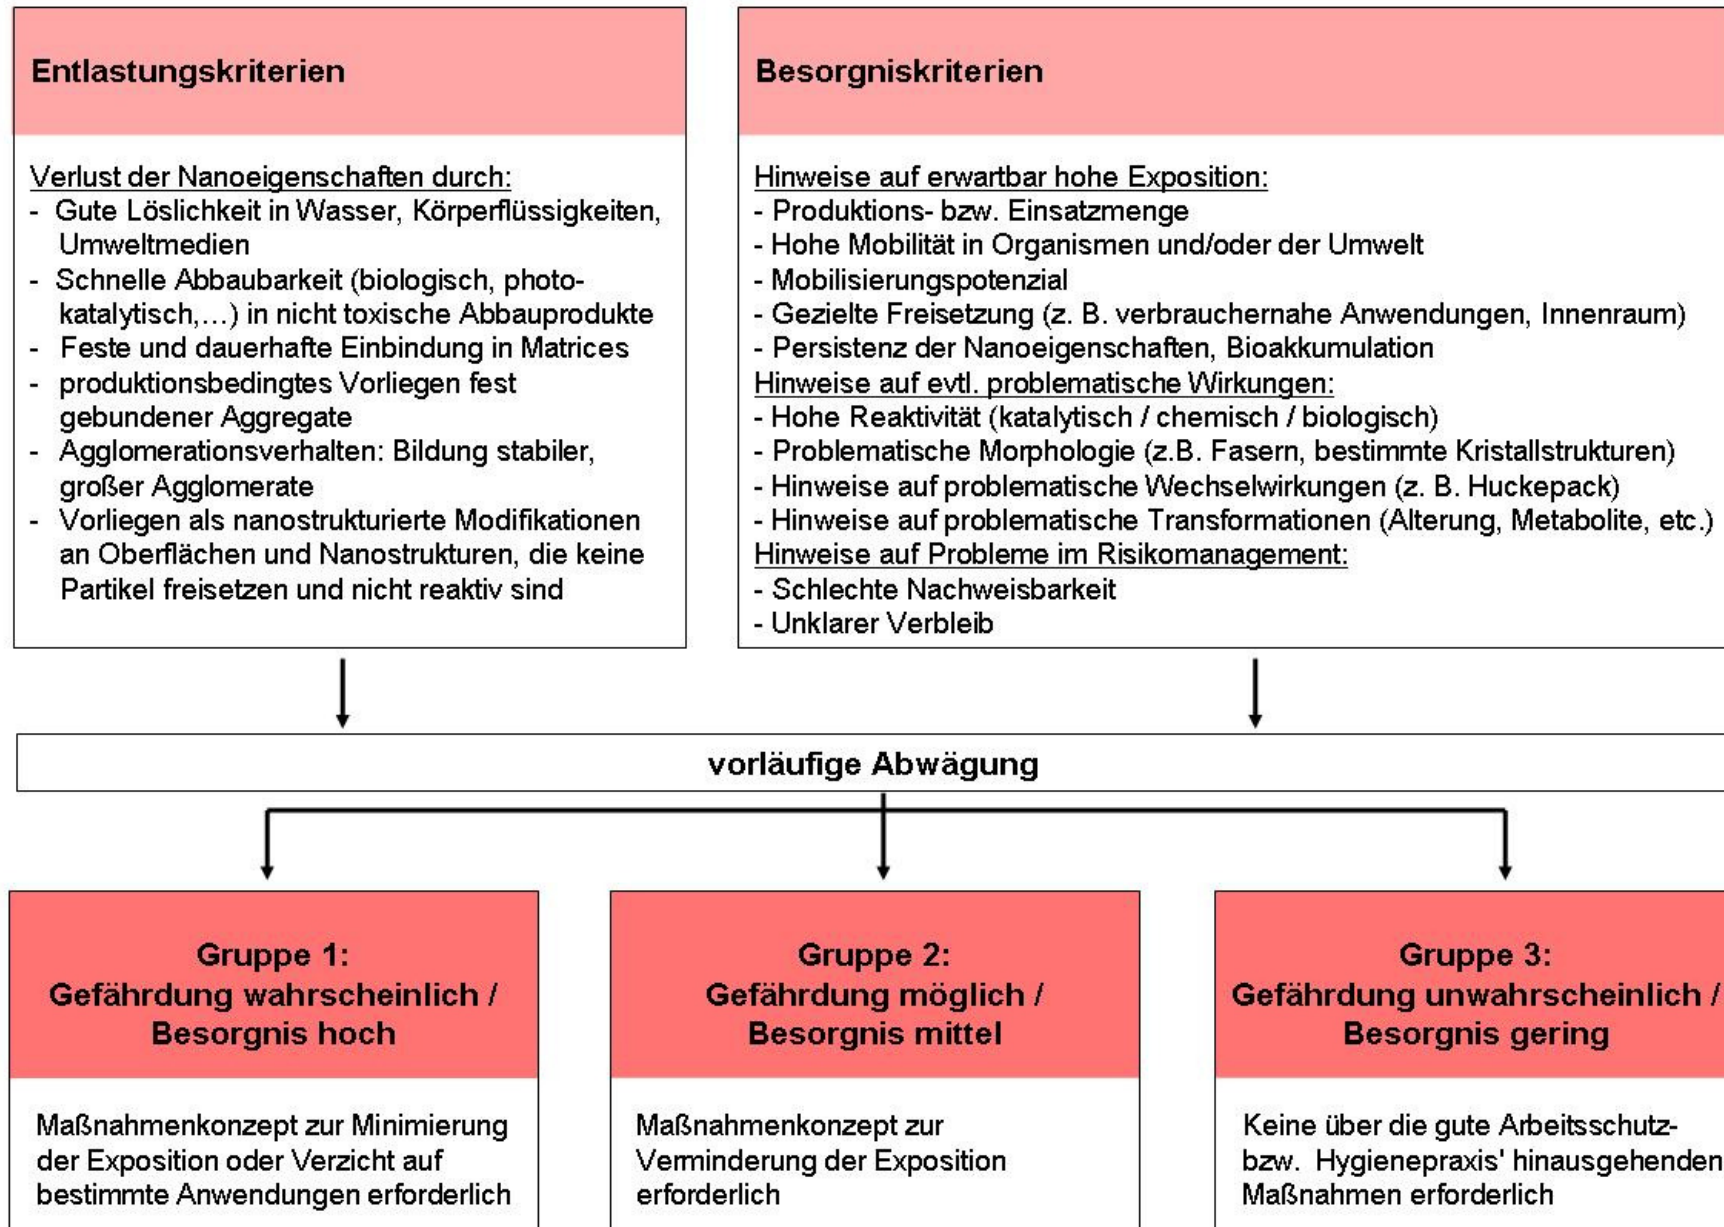 Entlastungskriterien
Verlust der Nanoeigenschaften durch:
- Gute Löslichkeit in Wasser, Körperflüssigkeiten,
Umweltmedien
- Schnelle Abbaubarkeit (biologisch, photo-
katalytisch,…) in nicht toxische Abbauprodukte
- Feste und dauerhafte Einbindung in Matrices
- produktionsbedingtes Vorliegen fest
gebundener Aggregate
- Agglomerationsverhalten: Bildung stabiler,
großer Agglomerate
- Vorliegen als nanostrukturierte Modifikationen
an Oberflächen und Nanostrukturen, die keine
Partikel freisetzen und nicht reaktiv sind
Besorgniskriterien
Hinweise auf erwartbar hohe Exposition:
- Produktions- bzw. Einsatzmenge
- Hohe Mobilität in Organismen und/oder der Umwelt
- Mobilisierungspotenzial
- Gezielte Freisetzung (z. B. verbrauchernahe Anwendungen, Innenraum)
- Persistenz der Nanoeigenschaften, Bioakkumulation
Hinweise auf evtl. problematische Wirkungen:
- Hohe Reaktivität (katalytisch / chemisch / biologisch)
- Problematische Morphologie (z.B. Fasern, bestimmte Kristallstrukturen)
- Hinweise auf problematische Wechselwirkungen (z. B. Huckepack)
- Hinweise auf problematische Transformationen (Alterung, Metabolite, etc.)
Hinweise auf Probleme im Risikomanagement:
- Schlechte Nachweisbarkeit
- Unklarer Verbleib
vorläufige Abwägung
Gruppe 1:
Gefährdung wahrscheinlich /
Besorgnis hoch
Maßnahmenkonzept zur Minimierung
der Exposition oder Verzicht auf
bestimmte Anwendungen erforderlich
Gruppe 2:
Gefährdung möglich /
Besorgnis mittel
Maßnahmenkonzept zur
Verminderung der Exposition
erforderlich
Gruppe 3:
Gefährdung unwahrscheinlich /
Besorgnis gering
Keine über die gute Arbeitsschutz-
bzw. Hygienepraxis' hinausgehenden
Maßnahmen erforderlich